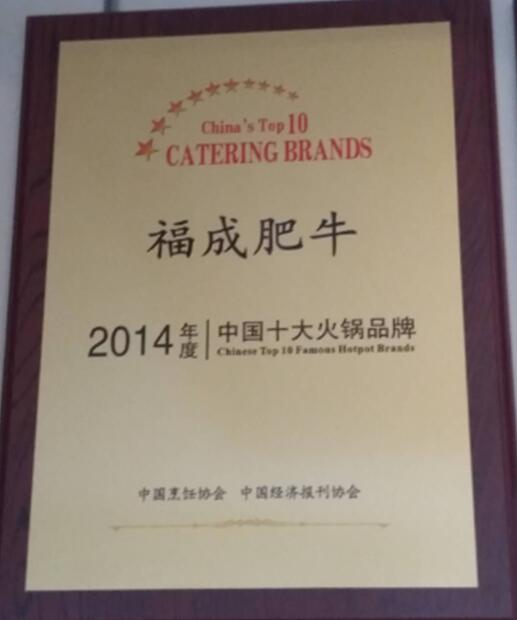 China's Top 10
CATERING BRANDS
福成肥牛
2014年度 中国十大火锅品牌
Chinese Top 10 Famous Hotpot Brands
中国烹饪协会 中国经济报刊协会